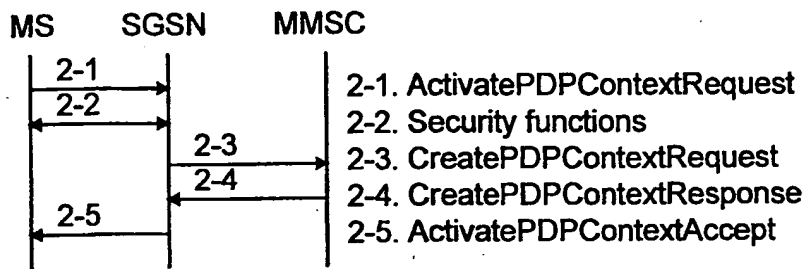 MS SGSN MMSC
2-1 2-1. ActivatePDPContextRequest
2-2 2-2. Security functions
2-3 2-3. CreatePDPContextRequest
2-4 2-4. CreatePDPContextResponse
2-5 2-5. ActivatePDPContextAccept